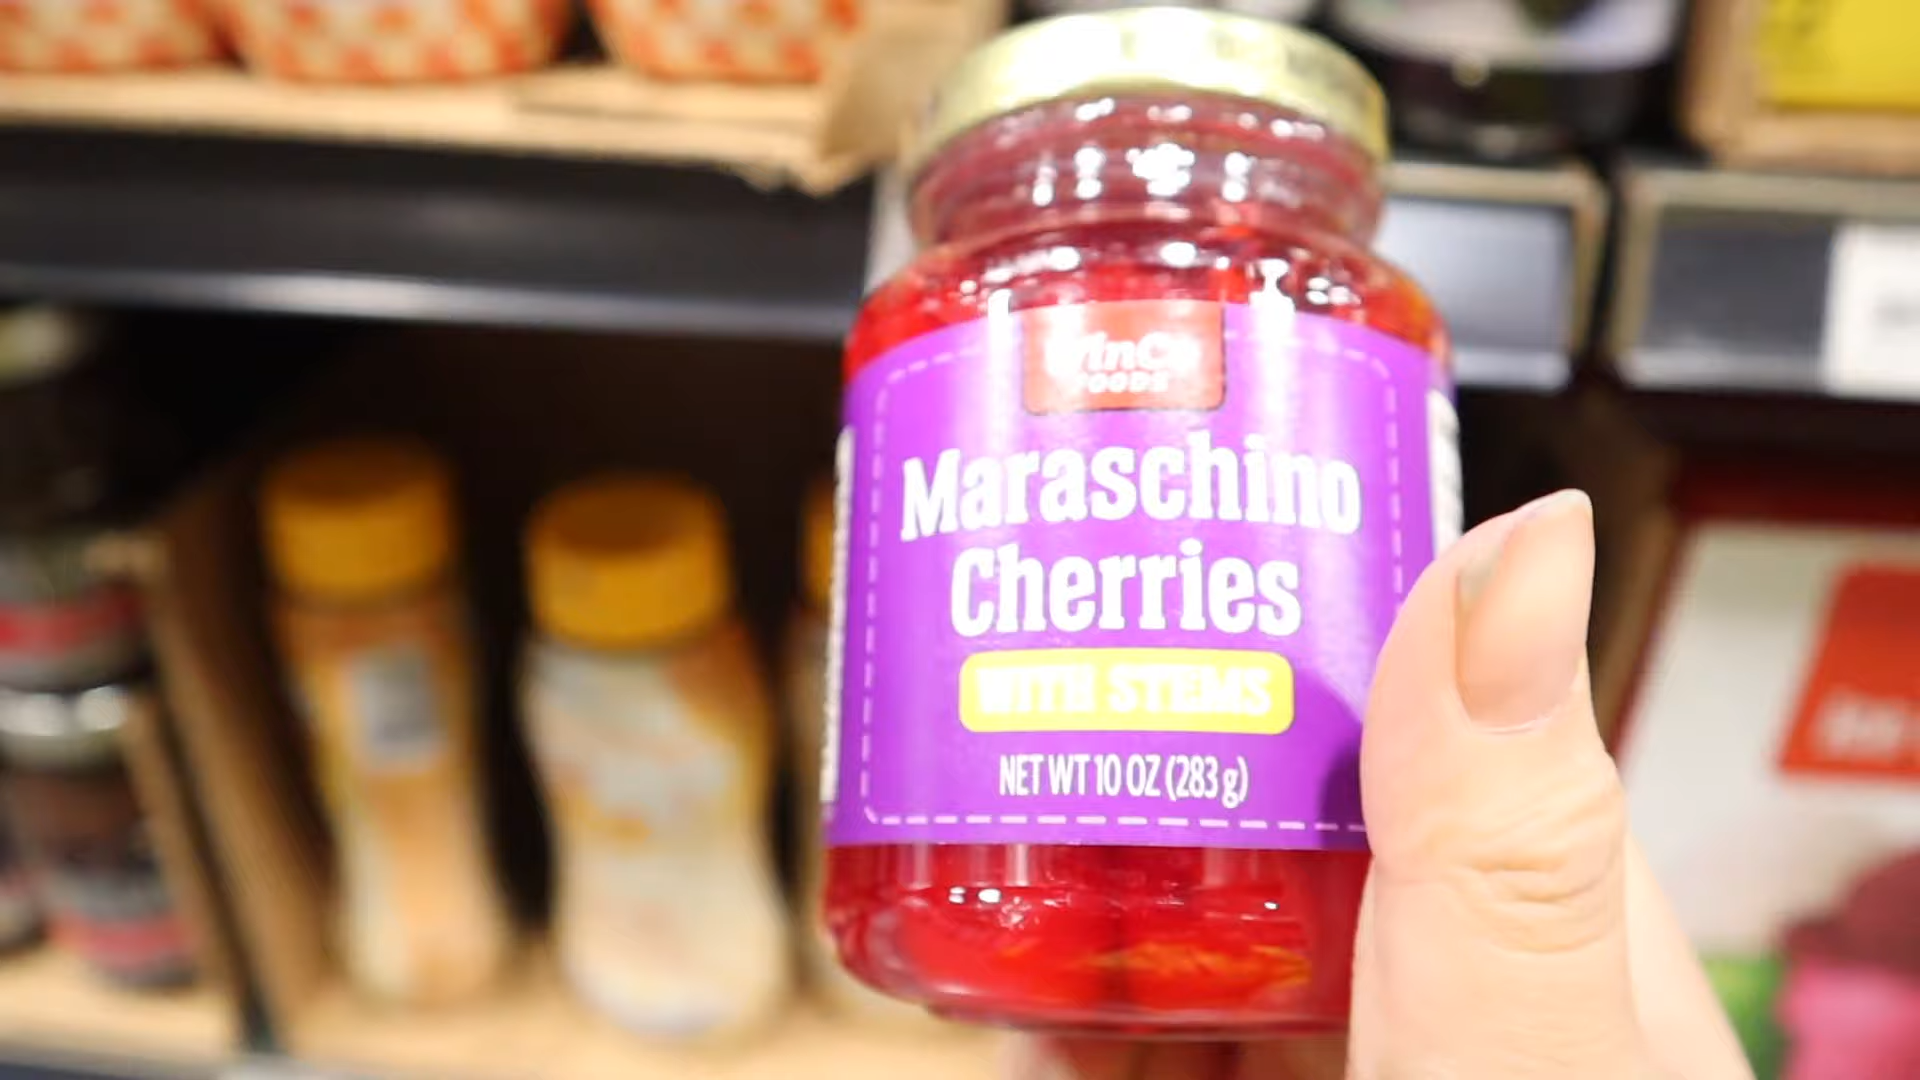 WinCo
FOODS
Maraschino
Cherries
WITH STEMS
NET WT 10 OZ (283 g)